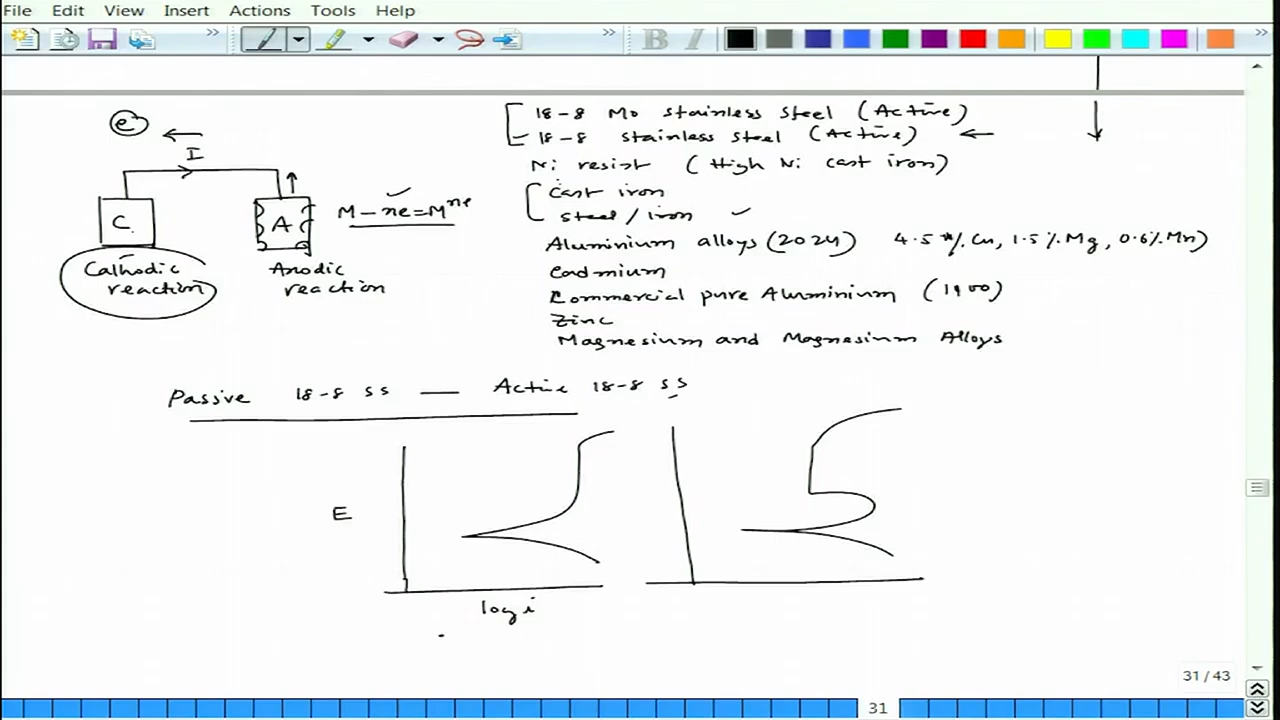 File Edit View Insert Actions Tools Help
B I
e
I
C
A
M - ne = M^ne
Cathodic reaction
Anodic reaction
18-8 Mo stainless steel (Active)
18-8 stainless steel (Active)
Ni resist (High Ni cast iron)
Cast iron
Steel / iron
Aluminium alloys (2024) 4.5 % Cu, 1.5 % Mg, 0.6 % Mn)
Cadmium
Commercial pure Aluminium (1100)
Zinc
Magnesium and Magnesium Alloys
Passive 18-8 SS — Active 18-8 SS
E
log i
31 / 43
31